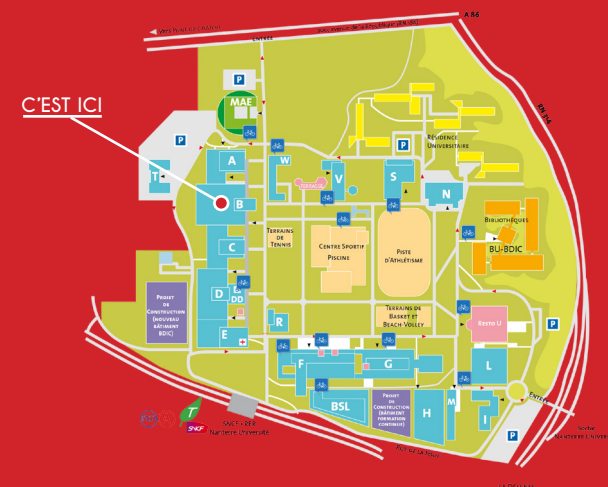 A 86
ENTRÉE
P
C'EST ICI
MAE
P
RN 314
P
RÉSIDENCE
UNIVERSITAIRE
A
W
T
V
S
TERRASSE
N
B
BIBLIOTHÈQUES
BU-BDIC
TERRAINS
DE
TENNIS
CENTRE SPORTIF
PISCINE
PISTE
D'ATHLÉTISME
C
D
DD
PROJET
DE
CONSTRUCTION
(NOUVEAU
BÂTIMENT
BDIC)
TERRAINS DE
BASKET ET
BEACH-VOLLEY
RESTO U
P
R
E
F
G
L
BSL
PROJET
DE
CONSTRUCTION
(BÂTIMENT
FORMATION
CONTINUE)
H
M
I
ENTRÉE
P
T
RER
SNCF
SNCF - RER
Nanterre Université